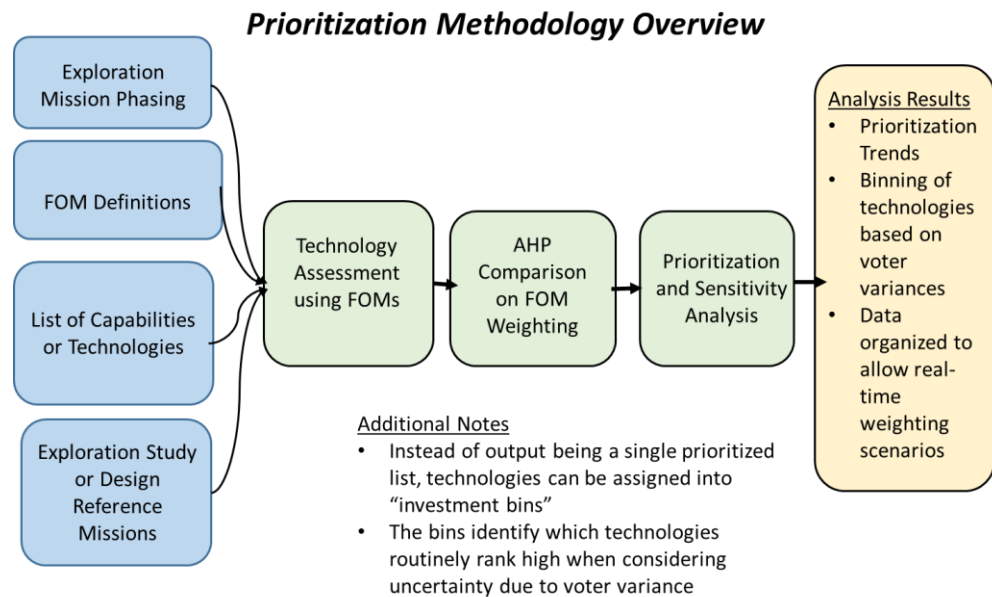 Prioritization Methodology Overview
Exploration
Mission Phasing
FOM Definitions
List of Capabilities
or Technologies
Exploration Study
or Design
Reference
Missions
Technology
Assessment
using FOMs
AHP
Comparison
on FOM
Weighting
Prioritization
and Sensitivity
Analysis
Analysis Results
• Prioritization
Trends
• Binning of
technologies
based on
voter
variances
• Data
organized to
allow real-
time
weighting
scenarios
Additional Notes
• Instead of output being a single prioritized
list, technologies can be assigned into
“investment bins”
• The bins identify which technologies
routinely rank high when considering
uncertainty due to voter variance